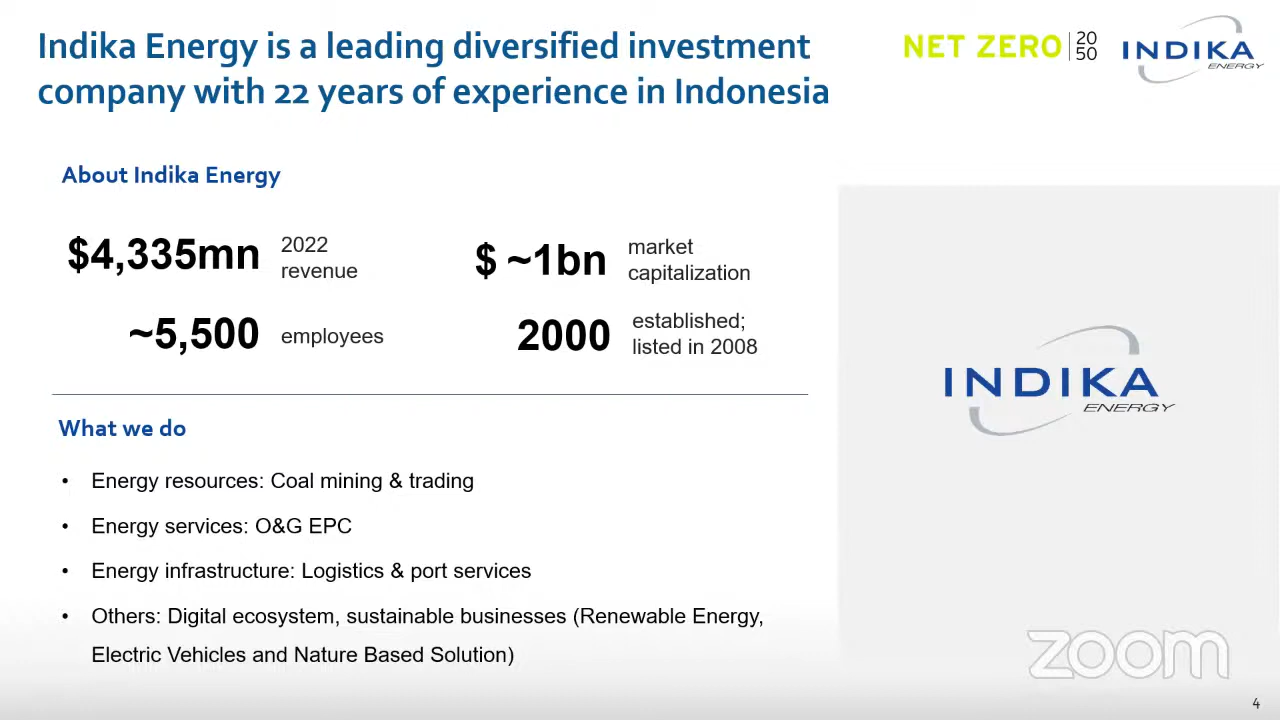 Indika Energy is a leading diversified investment
company with 22 years of experience in Indonesia
NET ZERO 20
50
INDIKA
ENERGY
About Indika Energy
$4,335mn 2022
revenue
$ ~1bn market
capitalization
~5,500 employees
2000 established;
listed in 2008
INDIKA
ENERGY
What we do
• Energy resources: Coal mining & trading
• Energy services: O&G EPC
• Energy infrastructure: Logistics & port services
• Others: Digital ecosystem, sustainable businesses (Renewable Energy,
Electric Vehicles and Nature Based Solution)
zoom
4